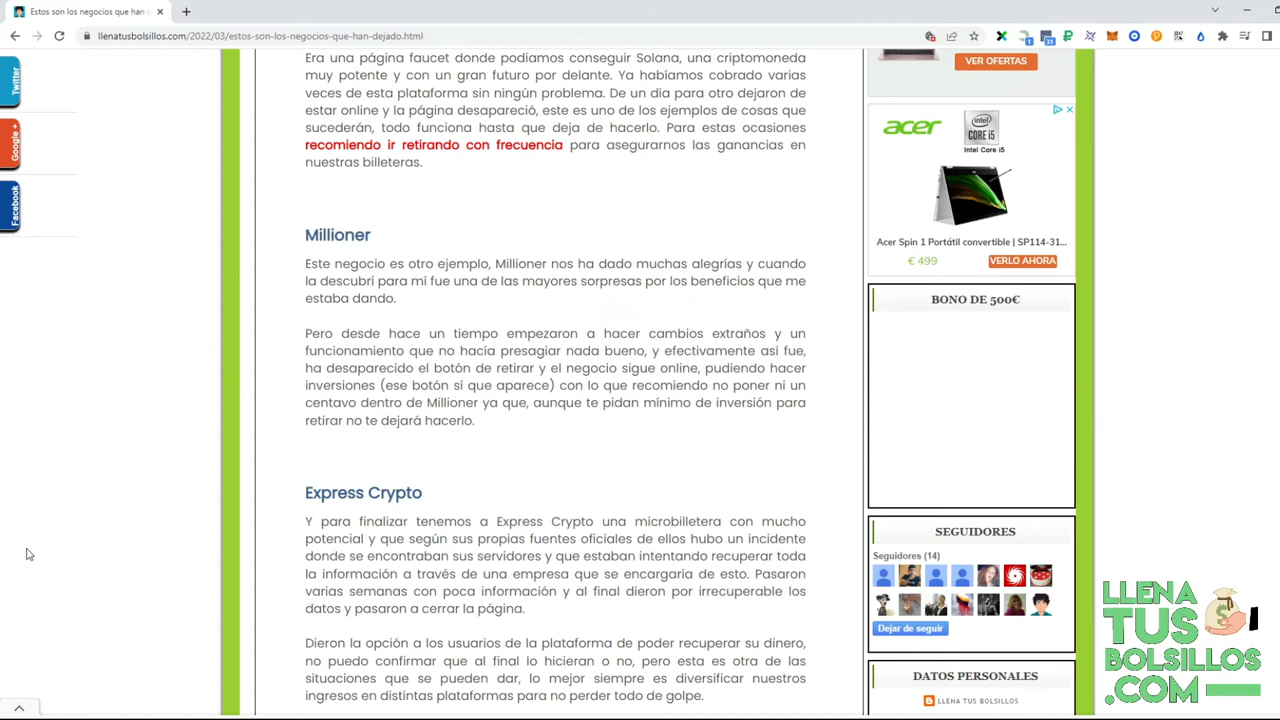 Estos son los negocios que han d
llenatusbolsillos.com/2022/03/estos-son-los-negocios-que-han-dejado.html
Twitter
Google +
Facebook
Era una página faucet donde podíamos conseguir Solana, una criptomoneda
muy potente y con un gran futuro por delante. Ya habíamos cobrado varias
veces de esta plataforma sin ningún problema. De un día para otro dejaron de
estar online y la página desapareció, este es uno de los ejemplos de cosas que
sucederán, todo funciona hasta que deja de hacerlo. Para estas ocasiones
recomiendo ir retirando con frecuencia para asegurarnos las ganancias en
nuestras billeteras.
Millioner
Este negocio es otro ejemplo, Millioner nos ha dado muchas alegrías y cuando
la descubrí para mí fue una de las mayores sorpresas por los beneficios que me
estaba dando.
Pero desde hace un tiempo empezaron a hacer cambios extraños y un
funcionamiento que no hacía presagiar nada bueno, y efectivamente así fue,
ha desaparecido el botón de retirar y el negocio sigue online, pudiendo hacer
inversiones (ese botón sí que aparece) con lo que recomiendo no poner ni un
centavo dentro de Millioner ya que, aunque te pidan mínimo de inversión para
retirar no te dejará hacerlo.
Express Crypto
Y para finalizar tenemos a Express Crypto una microbilletera con mucho
potencial y que según sus propias fuentes oficiales de ellos hubo un incidente
donde se encontraban sus servidores y que estaban intentando recuperar toda
la información a través de una empresa que se encargaría de esto. Pasaron
varias semanas con poca información y al final dieron por irrecuperable los
datos y pasaron a cerrar la página.
Dieron la opción a los usuarios de la plataforma de poder recuperar su dinero,
no puedo confirmar que al final lo hicieran o no, pero esta es otra de las
situaciones que se pueden dar, lo mejor siempre es diversificar nuestros
ingresos en distintas plataformas para no perder todo de golpe.
VER OFERTAS
acer
intel
CORE i5
Intel Core i5
Acer Spin 1 Portátil convertible | SP114-31...
€ 499
VERLO AHORA
BONO DE 500€
SEGUIDORES
Seguidores (14)
Dejar de seguir
DATOS PERSONALES
LLENA TUS BOLSILLOS
LLENA
TUS
BOLSILLOS
.COM